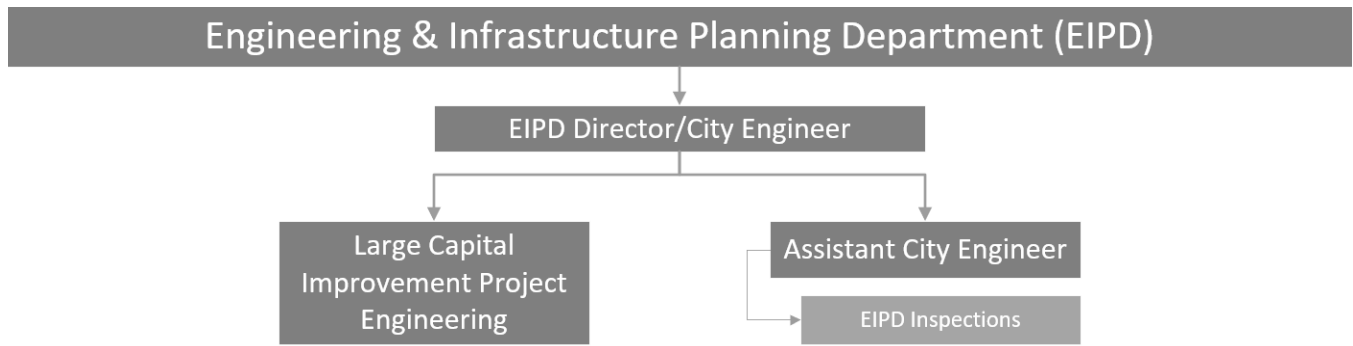 Engineering & Infrastructure Planning Department (EIPD)
EIPD Director/City Engineer
Large Capital
Improvement Project
Engineering
Assistant City Engineer
EIPD Inspections